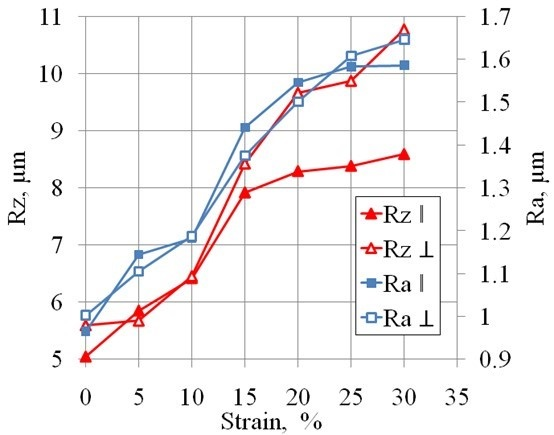 11 1.7
10 1.6
9 1.5
8 1.4
7 1.3
6 1.2
5 1.1
1
0.9
Rz, µm
Ra, µm
Rz ∥
Rz ⊥
Ra ∥
Ra ⊥
0 5 10 15 20 25 30 35
Strain, %